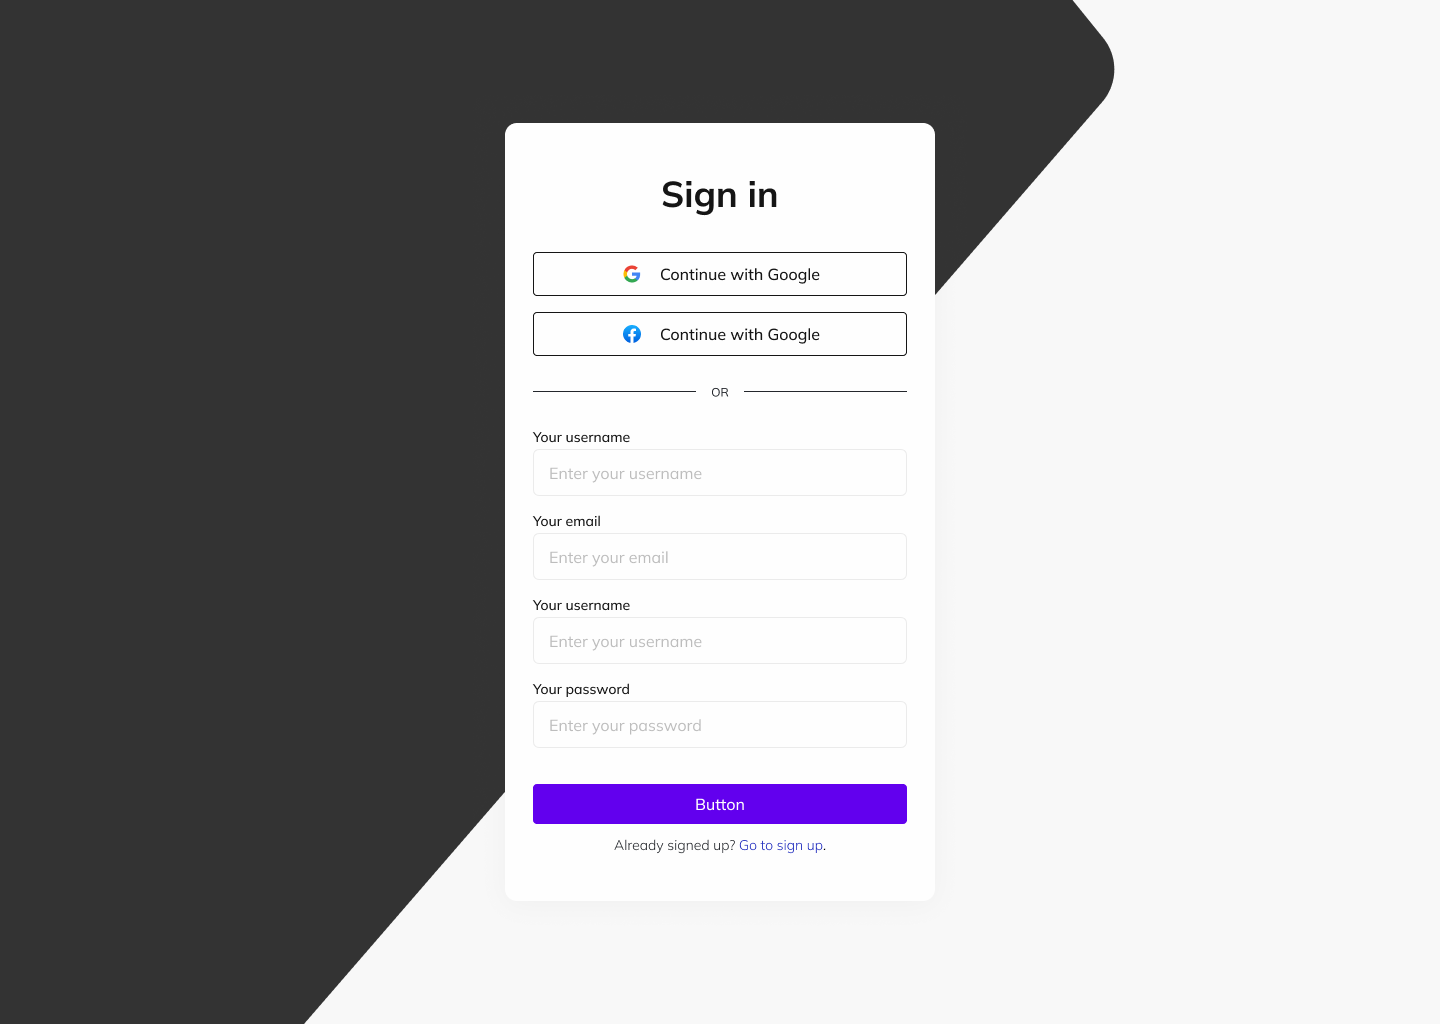 Sign in
Continue with Google
Continue with Google
OR
Your username
Enter your username
Your email
Enter your email
Your username
Enter your username
Your password
Enter your password
Button
Already signed up? Go to sign up.